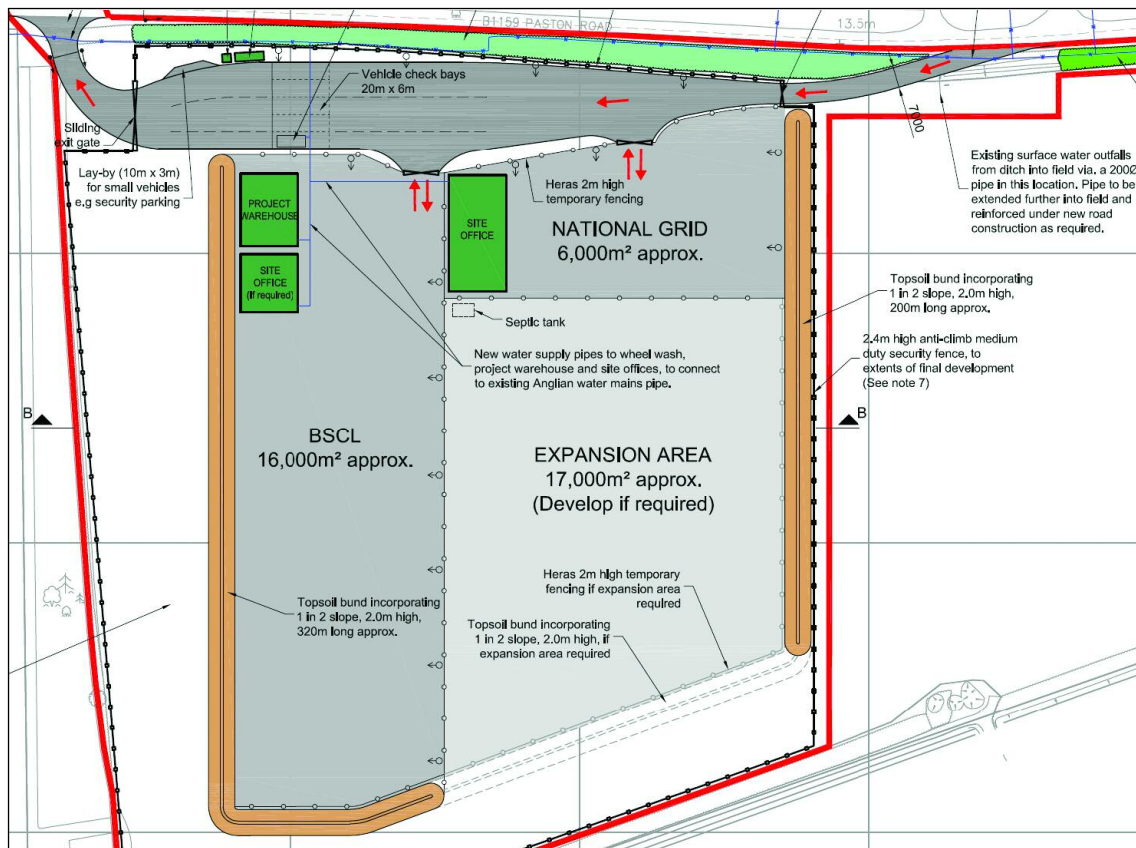 B1159 PASTON ROAD
13.5m
Vehicle check bays
20m x 6m
Sliding
exit gate
Lay-by (10m x 3m)
for small vehicles
e.g security parking
7000
Existing surface water outfalls
from ditch into field via. a 200Ø
pipe in this location. Pipe to be
extended further into field and
reinforced under new road
construction as required.
Heras 2m high
temporary fencing
PROJECT
WAREHOUSE
SITE
OFFICE
(if required)
SITE
OFFICE
NATIONAL GRID
6,000m² approx.
Topsoil bund incorporating
1 in 2 slope, 2.0m high,
200m long approx.
Septic tank
2.4m high anti-climb medium
duty security fence, to
extents of final development
(See note 7)
New water supply pipes to wheel wash,
project warehouse and site offices, to connect
to existing Anglian water mains pipe.
B
B
BSCL
16,000m² approx.
EXPANSION AREA
17,000m² approx.
(Develop if required)
Heras 2m high temporary
fencing if expansion area
required
Topsoil bund incorporating
1 in 2 slope, 2.0m high,
320m long approx.
Topsoil bund incorporating
1 in 2 slope, 2.0m high, if
expansion area required